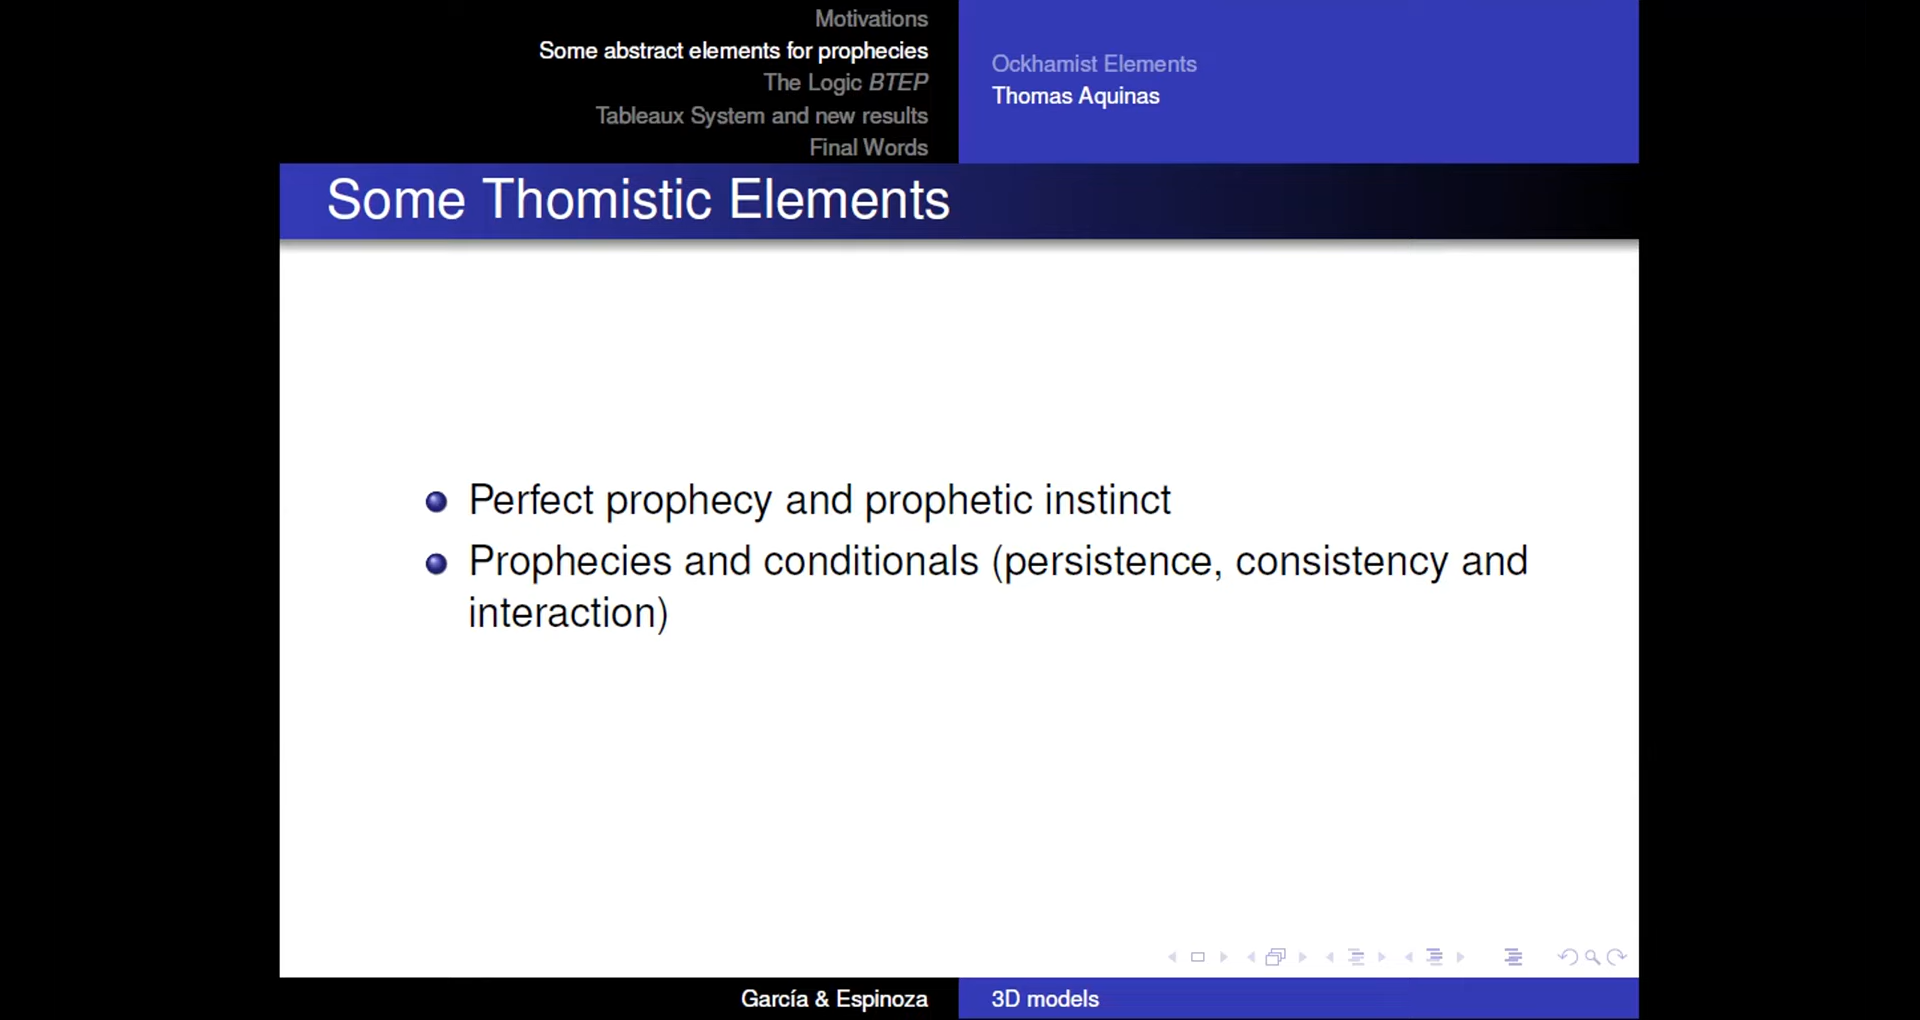 Motivations
Some abstract elements for prophecies
The Logic BTEP
Tableaux System and new results
Final Words
Ockhamist Elements
Thomas Aquinas
Some Thomistic Elements
Perfect prophecy and prophetic instinct
Prophecies and conditionals (persistence, consistency and
interaction)
García & Espinoza
3D models